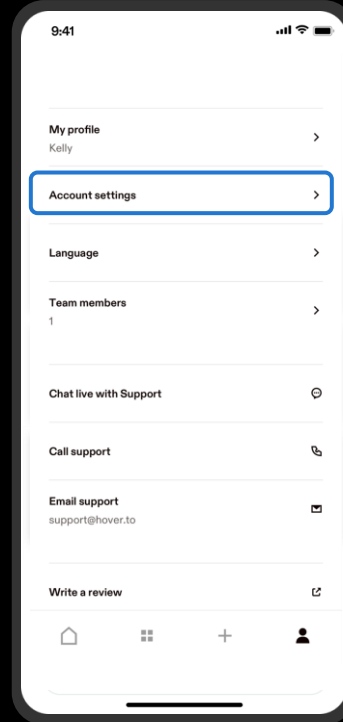 9:41
My profile
Kelly
Account settings
Language
Team members
1
Chat live with Support
Call support
Email support
support@hover.to
Write a review